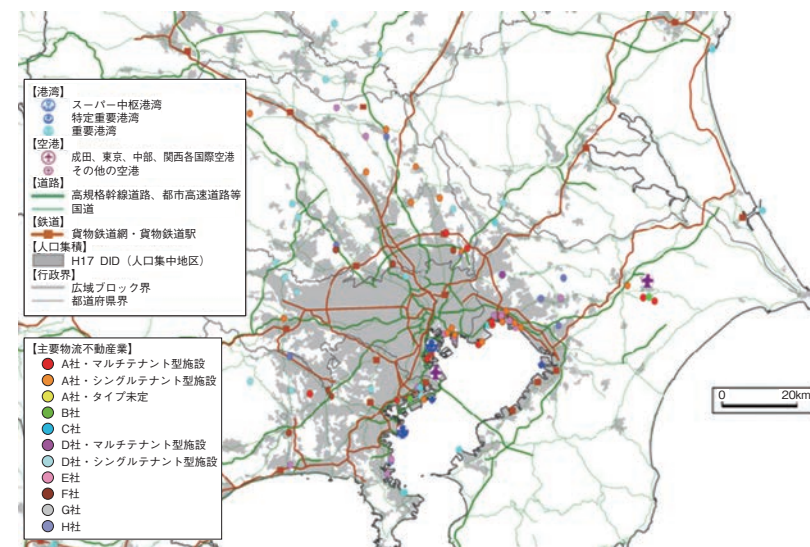 【港湾】
スーパー中枢港湾
特定重要港湾
重要港湾
【空港】
成田、東京、中部、関西各国際空港
その他の空港
【道路】
高規格幹線道路、都市高速道路等
国道
【鉄道】
貨物鉄道網・貨物鉄道駅
【人口集積】
H17 DID（人口集中地区）
【行政界】
広域ブロック界
都道府県界
【主要物流不動産業】
A社・マルチテナント型施設
A社・シングルテナント型施設
A社・タイプ未定
B社
C社
D社・マルチテナント型施設
D社・シングルテナント型施設
E社
F社
G社
H社
0 20km